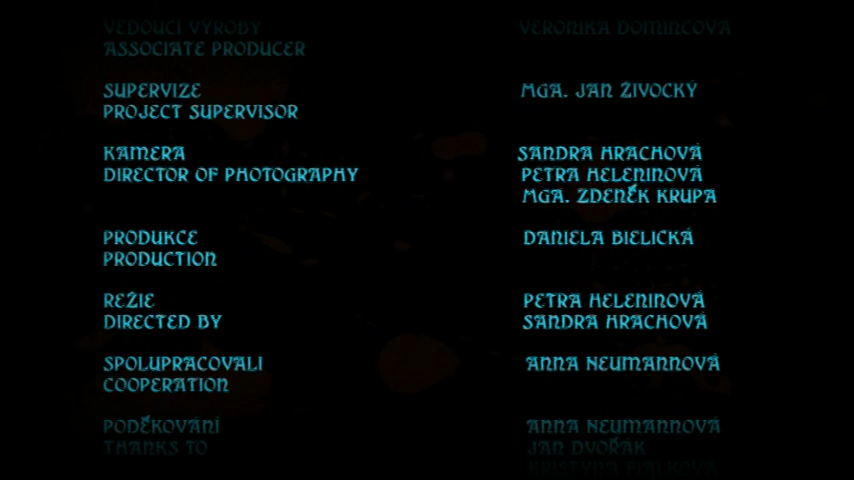 VEDOUCÍ VÝROBY VERONIKA DOMINCOVÁ
ASSOCIATE PRODUCER
SUPERVIZE MGA. JAN ŽIVOCKÝ
PROJECT SUPERVISOR
KAMERA SANDRA HRACHOVÁ
DIRECTOR OF PHOTOGRAPHY PETRA HELENINOVÁ
MGA. ZDENĚK KRUPA
PRODUKCE DANIELA BIELICKÁ
PRODUCTION
REŽIE PETRA HELENINOVÁ
DIRECTED BY SANDRA HRACHOVÁ
SPOLUPRACOVALI ANNA NEUMANNOVÁ
COOPERATION
PODĚKOVÁNÍ ANNA NEUMANNOVÁ
THANKS TO JAN DVOŘÁK
KRISTYNA FIALKOVÁ